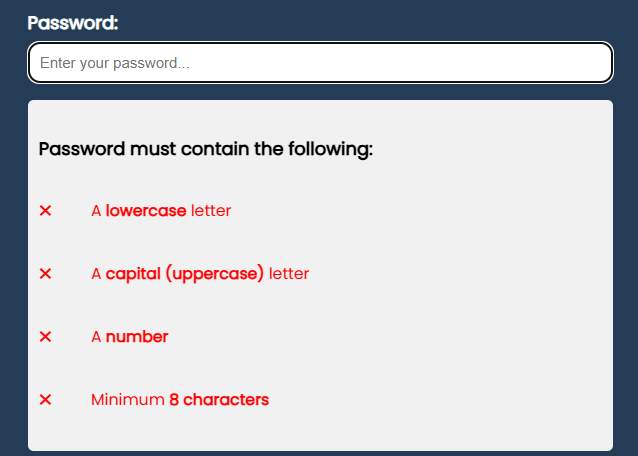 Password:
Enter your password...
Password must contain the following:
✕ A lowercase letter
✕ A capital (uppercase) letter
✕ A number
✕ Minimum 8 characters